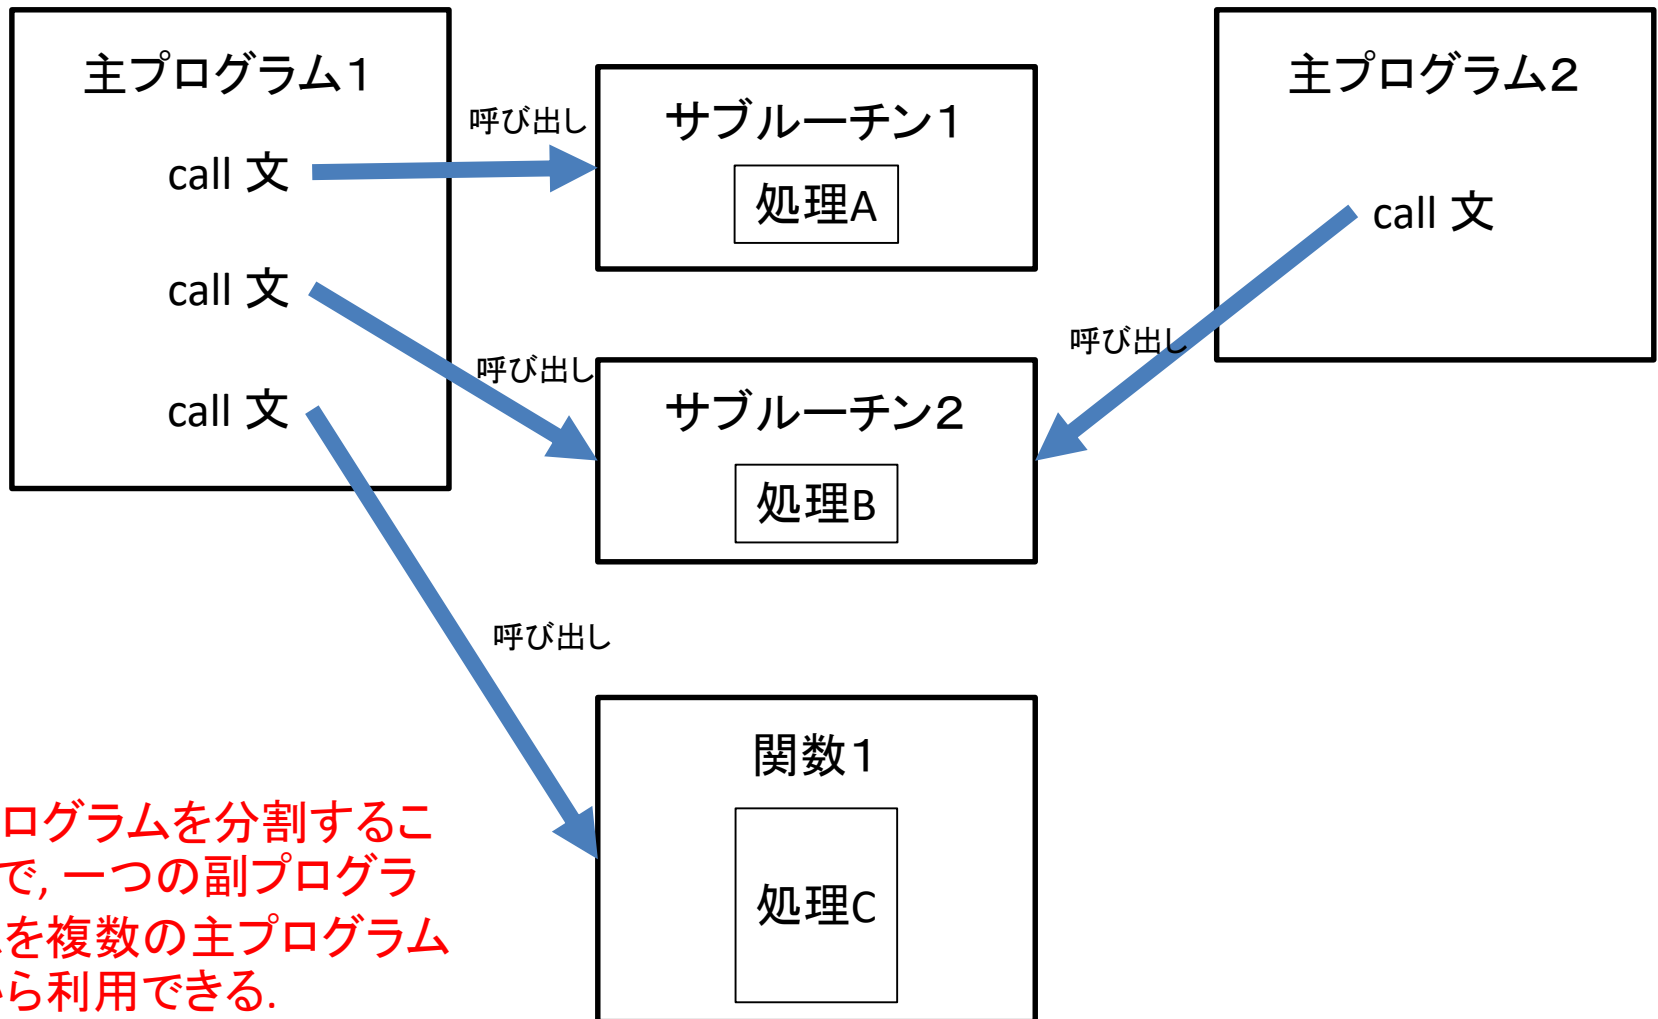 主プログラム１
call 文
call 文
call 文
呼び出し
呼び出し
呼び出し
サブルーチン１
処理A
サブルーチン２
処理B
関数１
処理C
主プログラム２
call 文
呼び出し
ログラムを分割するこ
で, 一つの副プログラ
を複数の主プログラム
ら利用できる.